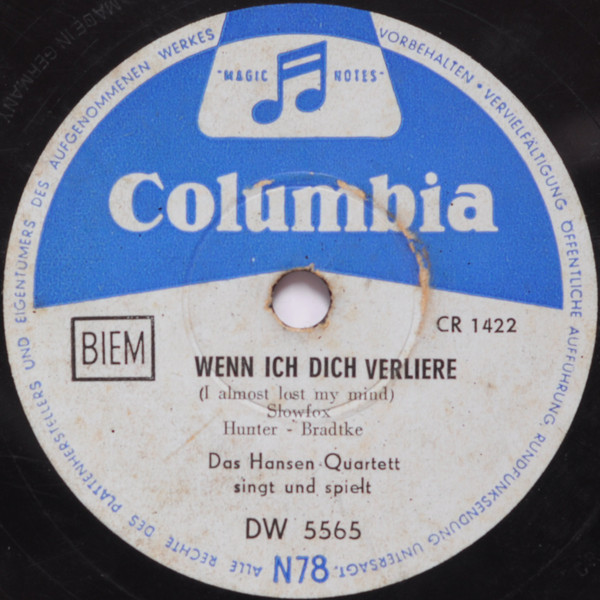 MADE IN GERMANY
ALLE RECHTE DES PLATTENHERSTELLERS UND EIGENTÜMERS DES AUFGENOMMENEN WERKES VORBEHALTEN • VERVIELFÄLTIGUNG ÖFFENTLICHE AUFFÜHRUNG, RUNDFUNKSENDUNG UNTERSAGT.
"MAGIC NOTES"
Columbia
BIEM
CR 1422
WENN ICH DICH VERLIERE
(I almost lost my mind)
Slowfox
Hunter - Bradtke
Das Hansen-Quartett
singt und spielt
DW 5565
N78